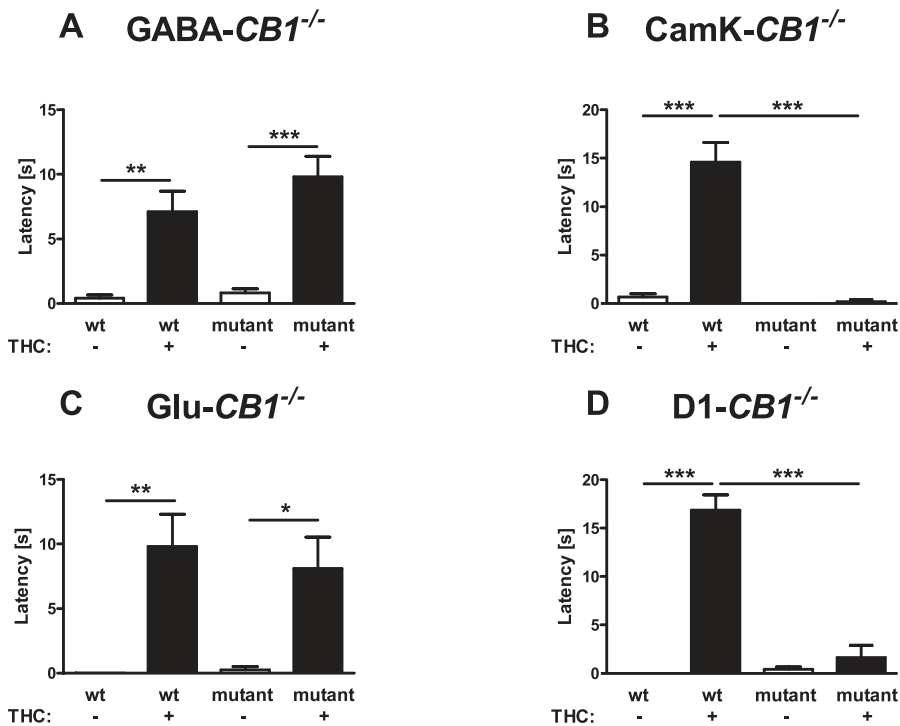 A GABA-CB1-/-
B CamK-CB1-/-
** ***
*** ***
Latency [s]
15
10
5
0
Latency [s]
20
15
10
5
0
wt wt mutant mutant
THC: - + - +
wt wt mutant mutant
THC: - + - +
C Glu-CB1-/-
D D1-CB1-/-
** *
*** ***
Latency [s]
15
10
5
0
Latency [s]
20
15
10
5
0
wt wt mutant mutant
THC: - + - +
wt wt mutant mutant
THC: - + - +